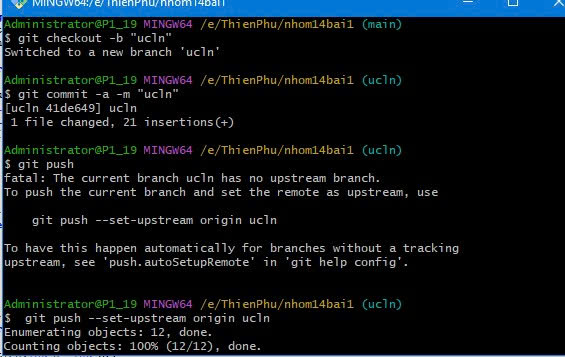 MINGW64:/e/ThienPhu/nhom14bai1
Administrator@P1_19 MINGW64 /e/ThienPhu/nhom14bai1 (main)
$ git checkout -b "ucln"
Switched to a new branch 'ucln'
Administrator@P1_19 MINGW64 /e/ThienPhu/nhom14bai1 (ucln)
$ git commit -a -m "ucln"
[ucln 41de649] ucln
1 file changed, 21 insertions(+)
Administrator@P1_19 MINGW64 /e/ThienPhu/nhom14bai1 (ucln)
$ git push
fatal: The current branch ucln has no upstream branch.
To push the current branch and set the remote as upstream, use
git push --set-upstream origin ucln
To have this happen automatically for branches without a tracking
upstream, see 'push.autoSetupRemote' in 'git help config'.
Administrator@P1_19 MINGW64 /e/ThienPhu/nhom14bai1 (ucln)
$ git push --set-upstream origin ucln
Enumerating objects: 12, done.
Counting objects: 100% (12/12), done.